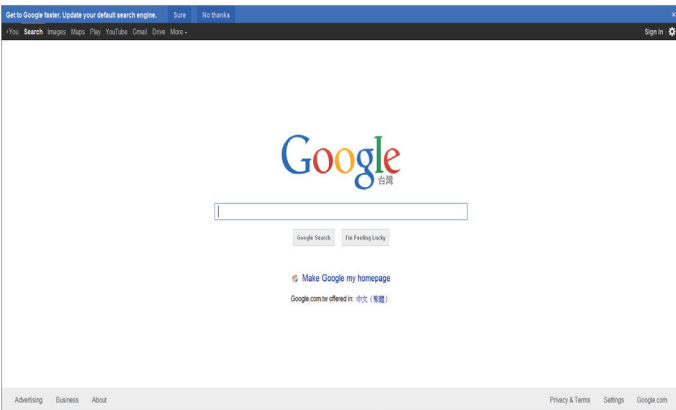 Get to Google faster. Update your default search engine. Sure No thanks ×
+You Search Images Maps Play YouTube Gmail Drive More Sign in
Google
台灣
Google Search I'm Feeling Lucky
Make Google my homepage
Google.com.tw offered in: 中文（繁體）
Advertising Business About Privacy & Terms Settings Google.com